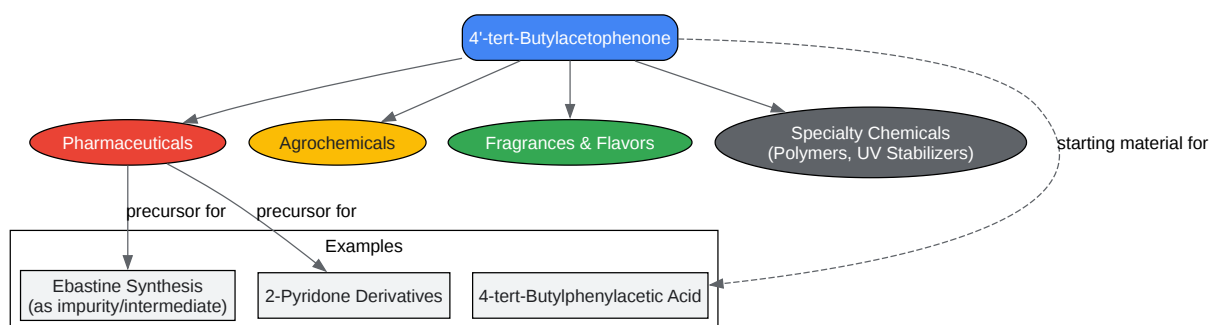 4'-tert-Butylacetophenone
Pharmaceuticals
Agrochemicals
Fragrances & Flavors
Specialty Chemicals
(Polymers, UV Stabilizers)
starting material for
precursor for
precursor for
Examples
Ebastine Synthesis
(as impurity/intermediate)
2-Pyridone Derivatives
4-tert-Butylphenylacetic Acid